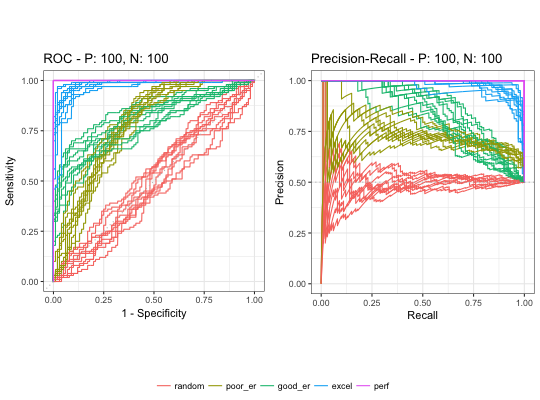 ROC - P: 100, N: 100
1.00
0.75
0.50
0.25
0.00
Sensitivity
0.00 0.25 0.50 0.75 1.00
1 - Specificity
Precision-Recall - P: 100, N: 100
1.00
0.75
0.50
0.25
0.00
Precision
0.00 0.25 0.50 0.75 1.00
Recall
random poor_er good_er excel perf